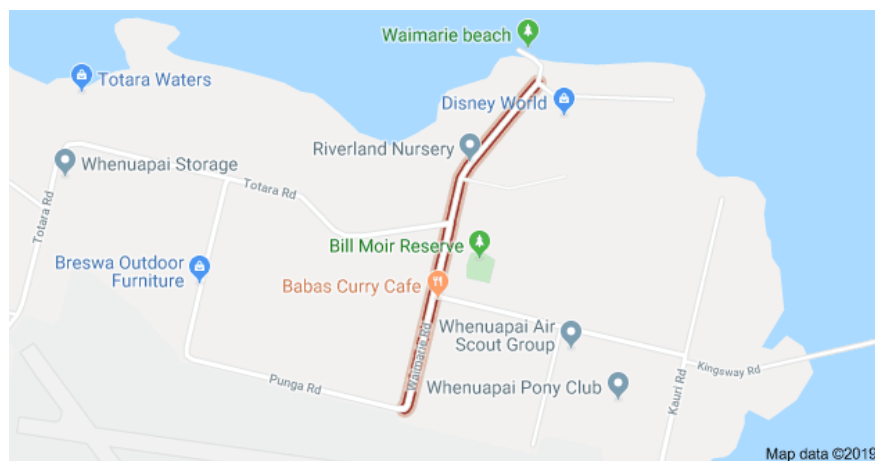 Waimarie beach
Totara Waters
Disney World
Riverland Nursery
Whenuapai Storage
Totara Rd
Totara Rd
Bill Moir Reserve
Breswa Outdoor
Furniture
Babas Curry Cafe
Waimarie Rd
Whenuapai Air
Scout Group
Kingsway Rd
Punga Rd
Whenuapai Pony Club
Kauri Rd
Map data ©2019